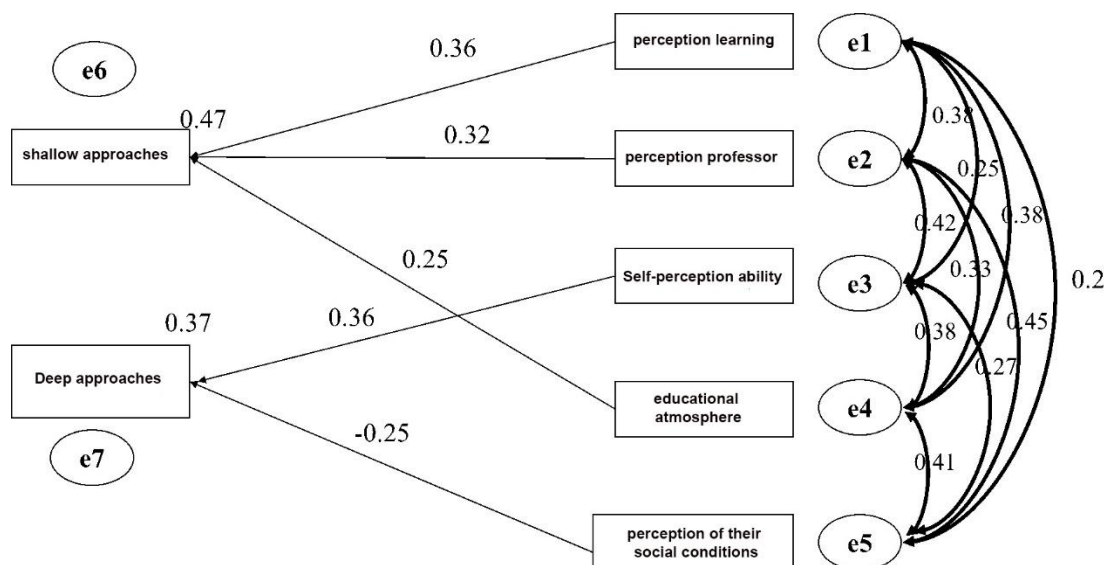 perception learning
e1
0.36
e6
0.47
0.38
shallow approaches
0.32
perception professor
e2
0.25
0.38
0.42
0.25
Self-perception ability
e3
0.33
0.2
0.36
0.37
0.38
0.45
0.27
Deep approaches
educational
atmosphere
e4
-0.25
e7
0.41
perception of their
social conditions
e5